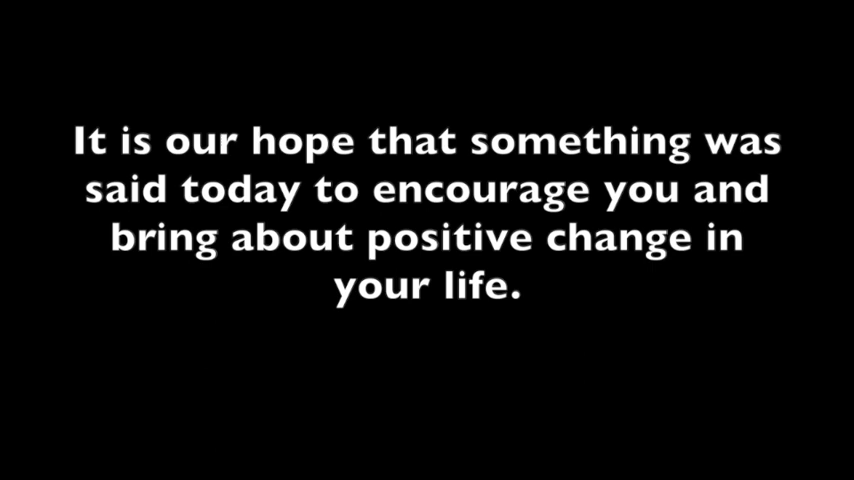 It is our hope that something was
said today to encourage you and
bring about positive change in
your life.